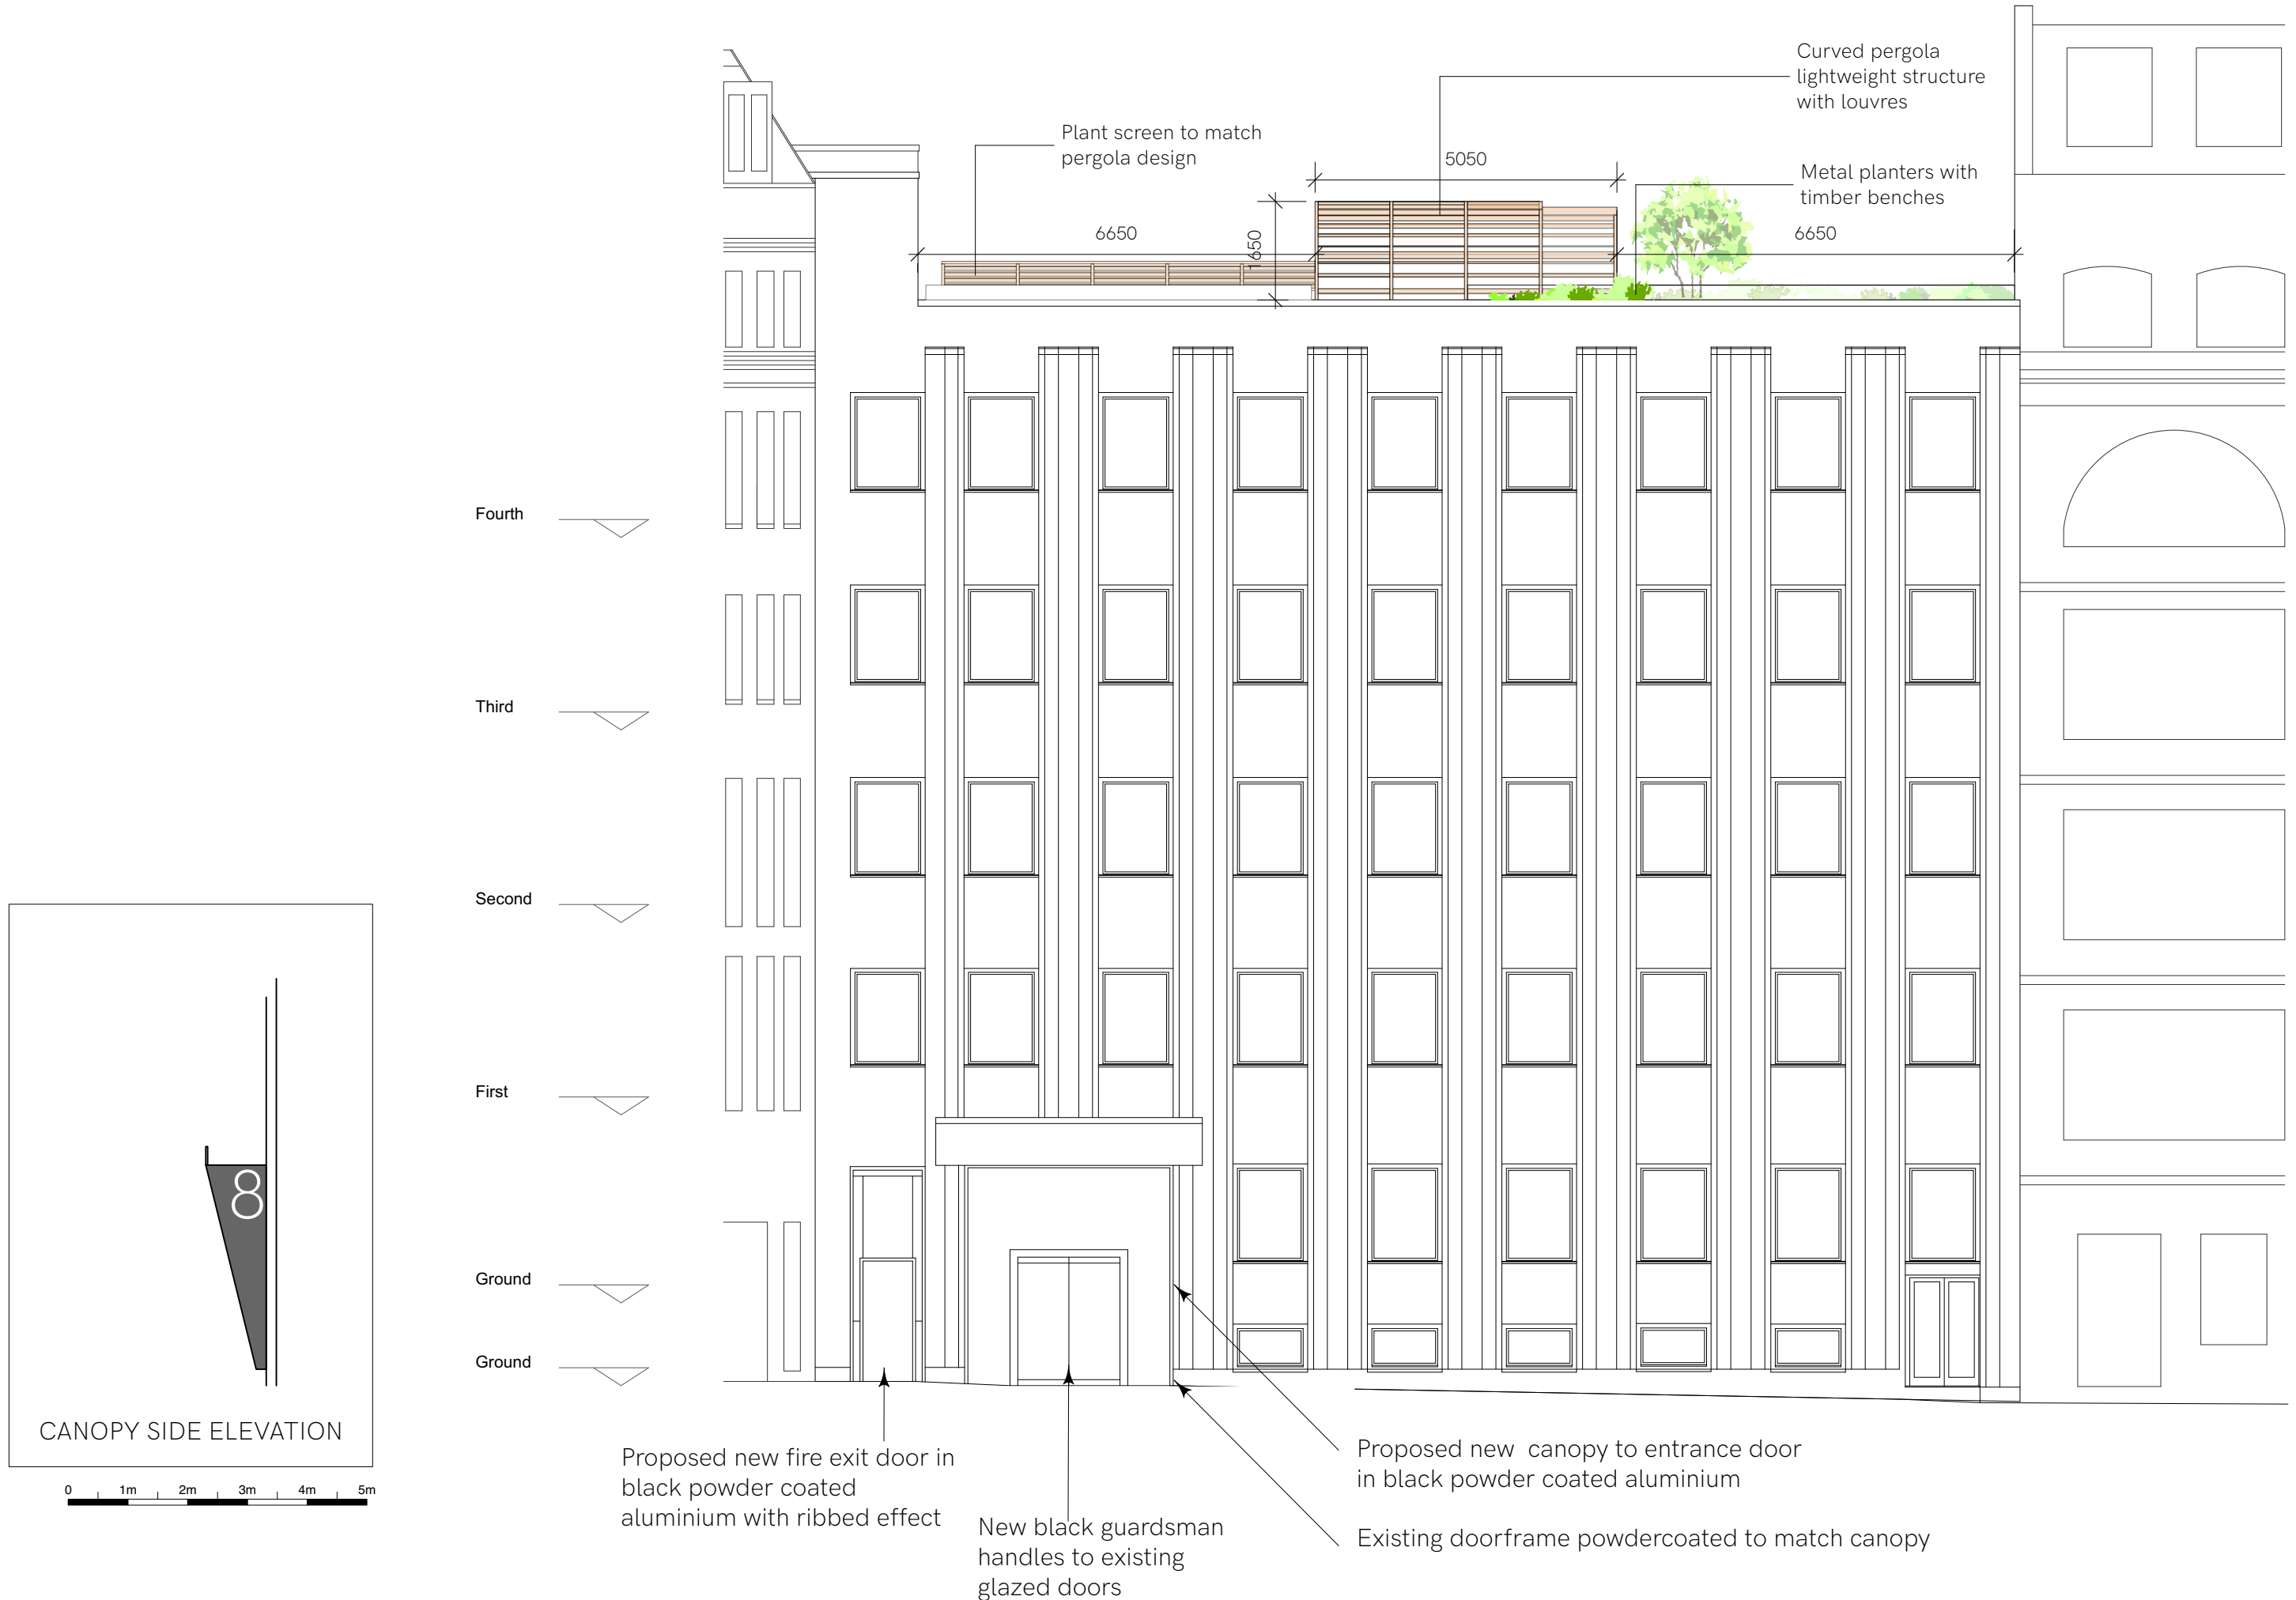 Curved pergola
lightweight structure
with louvres
Plant screen to match
pergola design
5050
Metal planters with
timber benches
6650
1650
6650
Fourth
Third
Second
First
Ground
Ground
8
CANOPY SIDE ELEVATION
0 1m 2m 3m 4m 5m
Proposed new fire exit door in
black powder coated
aluminium with ribbed effect
New black guardsman
handles to existing
glazed doors
Proposed new canopy to entrance door
in black powder coated aluminium
Existing doorframe powdercoated to match canopy